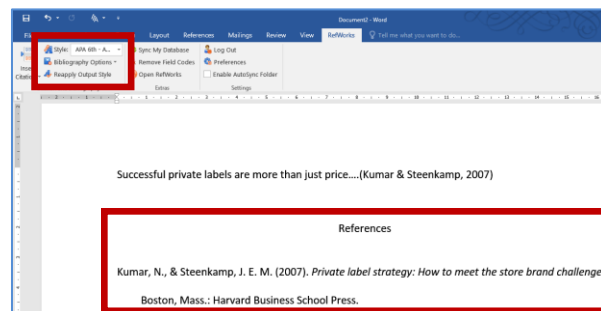 Document2 - Word
Layout References Mailings Review View RefWorks Tell me what you want to do...
Style: APA 6th - A... Sync My Database Log Out
Bibliography Options Remove Field Codes Preferences
Citation Reapply Output Style Open RefWorks Enable AutoSync Folder
Extras Settings
Successful private labels are more than just price....(Kumar & Steenkamp, 2007)
References
Kumar, N., & Steenkamp, J. E. M. (2007). Private label strategy: How to meet the store brand challenge
Boston, Mass.: Harvard Business School Press.